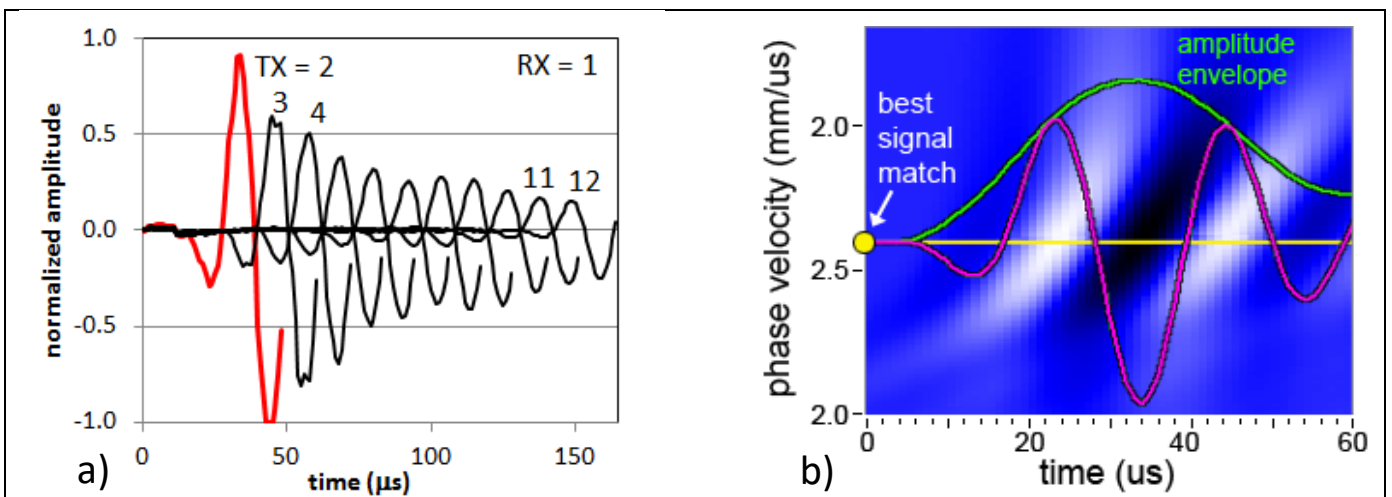 1.0
0.5
0.0
-0.5
-1.0
normalized amplitude
TX = 2
RX = 1
3
4
11
12
0
50
100
150
time (μs)
a)
amplitude
envelope
best
signal
match
2.0
2.5
2.0
phase velocity (mm/us)
0
20
40
60
time (us)
b)